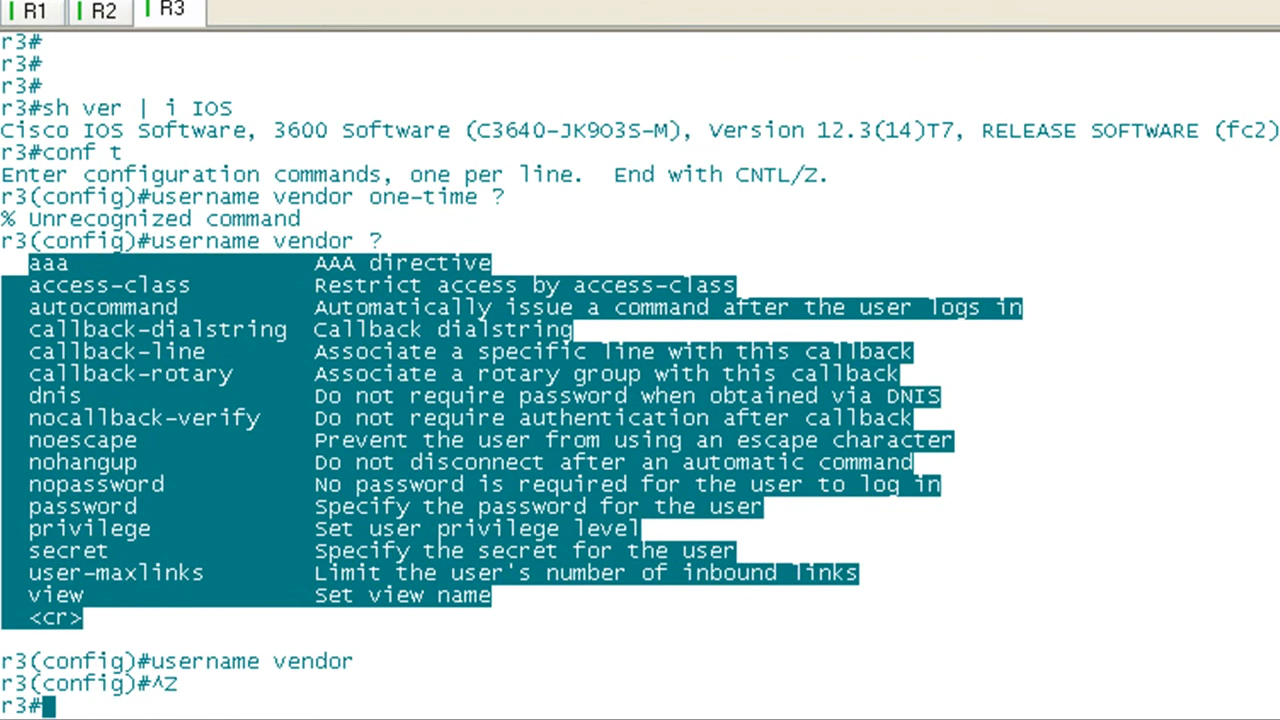 R1 R2 R3
r3#
r3#
r3#
r3#sh ver | i IOS
Cisco IOS Software, 3600 Software (C3640-JK9O3S-M), Version 12.3(14)T7, RELEASE SOFTWARE (fc2)
r3#conf t
Enter configuration commands, one per line.  End with CNTL/Z.
r3(config)#username vendor one-time ?
% Unrecognized command
r3(config)#username vendor ?
aaa AAA directive
access-class Restrict access by access-class
autocommand Automatically issue a command after the user logs in
callback-dialstring Callback dialstring
callback-line Associate a specific line with this callback
callback-rotary Associate a rotary group with this callback
dnis Do not require password when obtained via DNIS
nocallback-verify Do not require authentication after callback
noescape Prevent the user from using an escape character
nohangup Do not disconnect after an automatic command
nopassword No password is required for the user to log in
password Specify the password for the user
privilege Set user privilege level
secret Specify the secret for the user
user-maxlinks Limit the user's number of inbound links
view Set view name
<cr>
r3(config)#username vendor
r3(config)#^Z
r3#